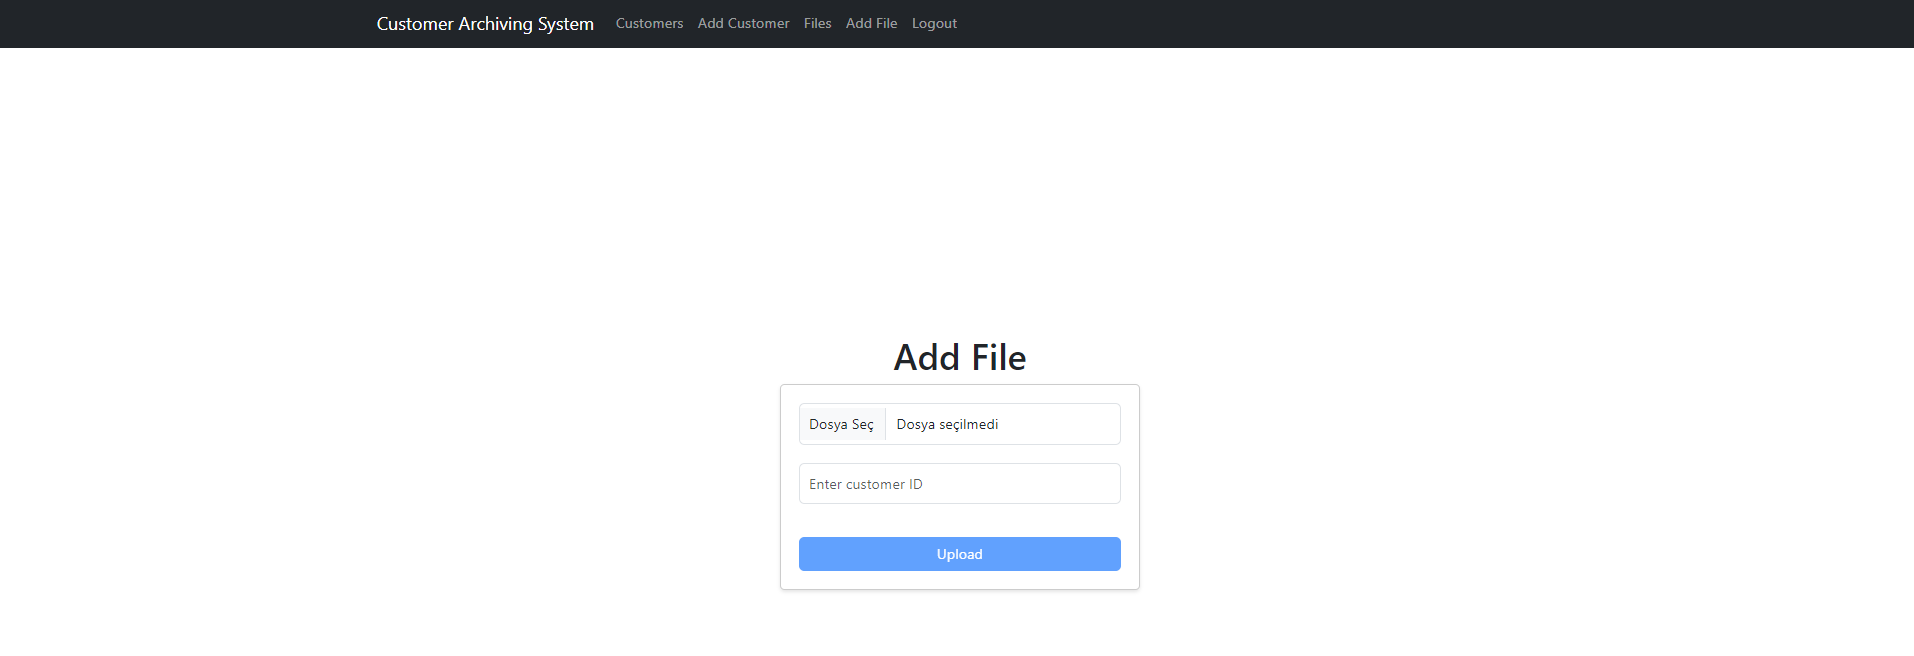 Customer Archiving System Customers Add Customer Files Add File Logout
Add File
Dosya Seç Dosya seçilmedi
Enter customer ID
Upload